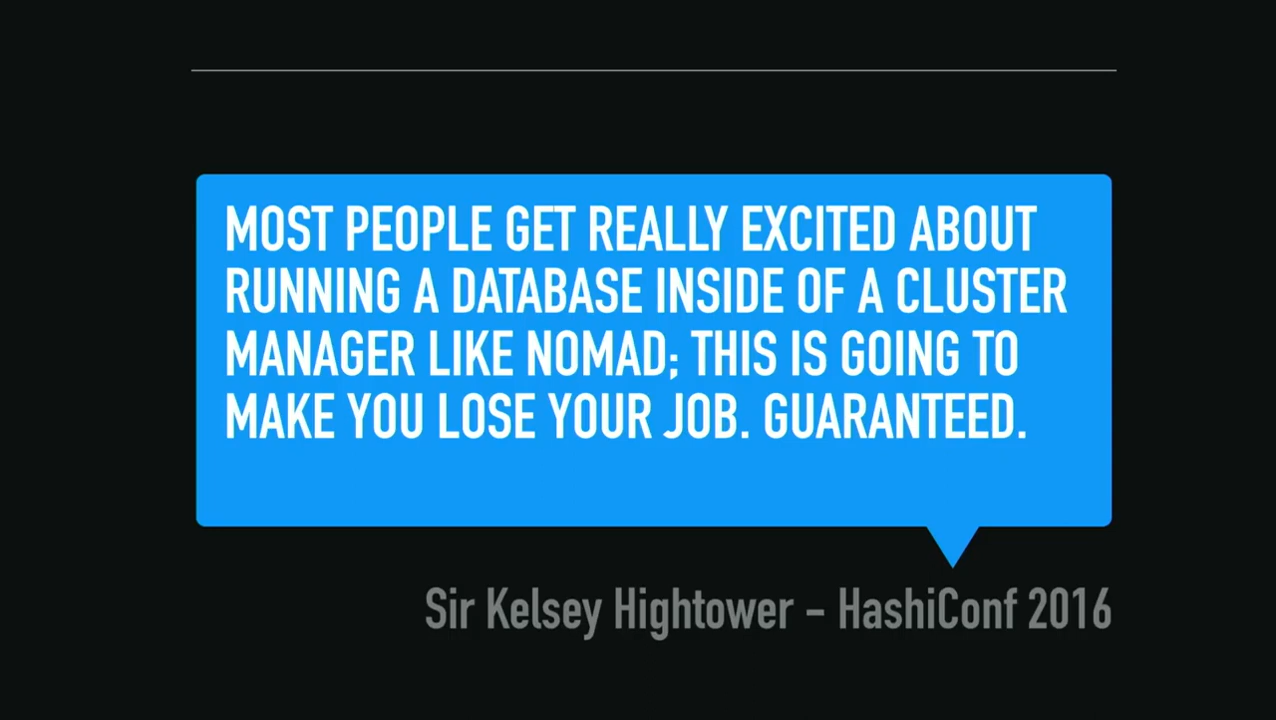 MOST PEOPLE GET REALLY EXCITED ABOUT
RUNNING A DATABASE INSIDE OF A CLUSTER
MANAGER LIKE NOMAD; THIS IS GOING TO
MAKE YOU LOSE YOUR JOB. GUARANTEED.
Sir Kelsey Hightower - HashiConf 2016